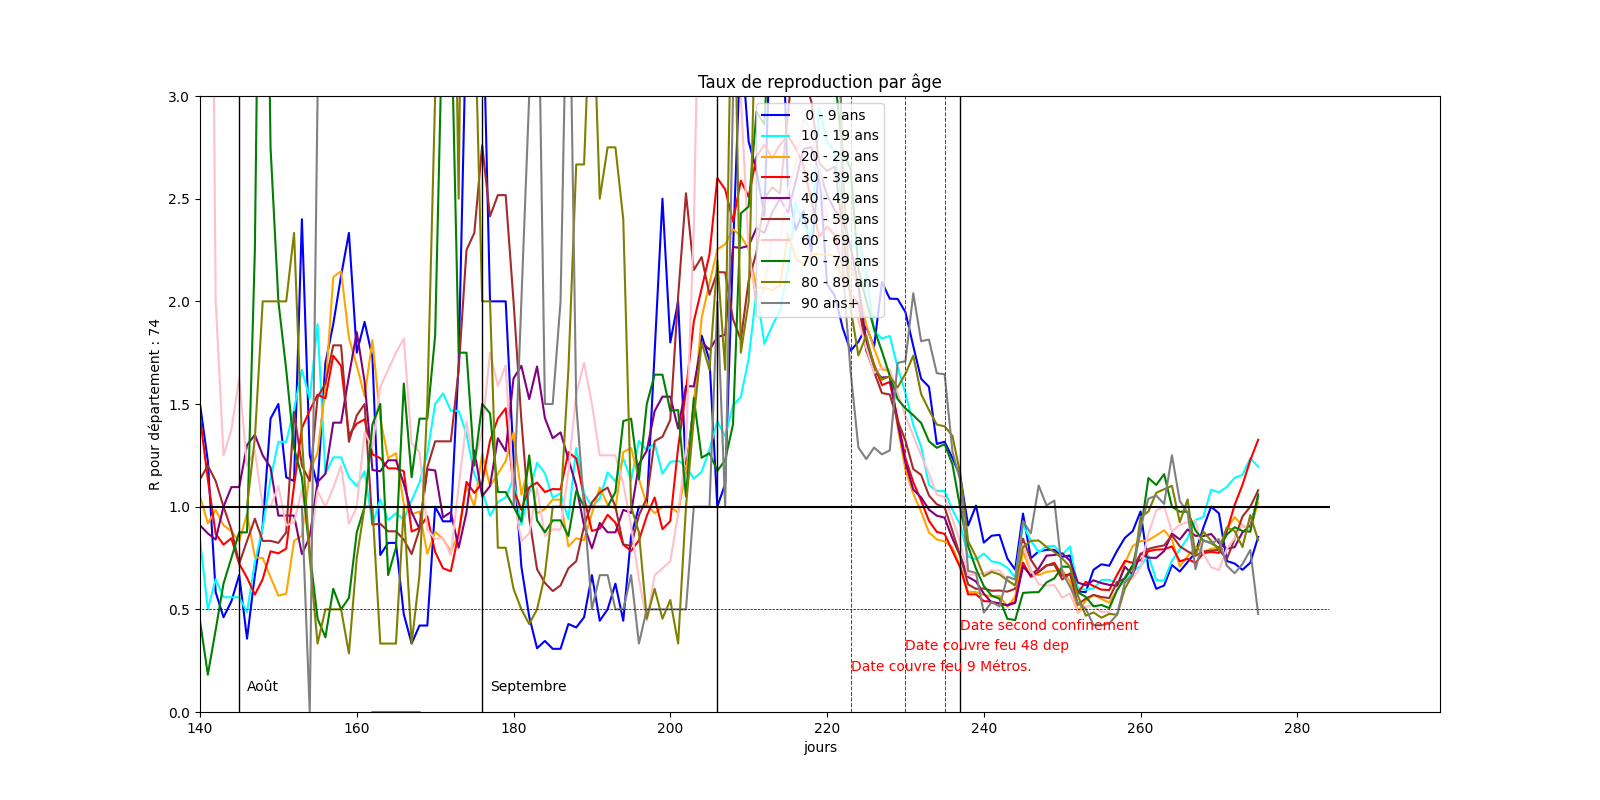 Taux de reproduction par âge
R pour département : 74
3.0
2.5
2.0
1.5
1.0
0.5
0.0
0 - 9 ans
10 - 19 ans
20 - 29 ans
30 - 39 ans
40 - 49 ans
50 - 59 ans
60 - 69 ans
70 - 79 ans
80 - 89 ans
90 ans+
Date second confinement
Date couvre feu 48 dep
Date couvre feu 9 Métros.
Août
Septembre
140
160
180
200
220
240
260
280
jours